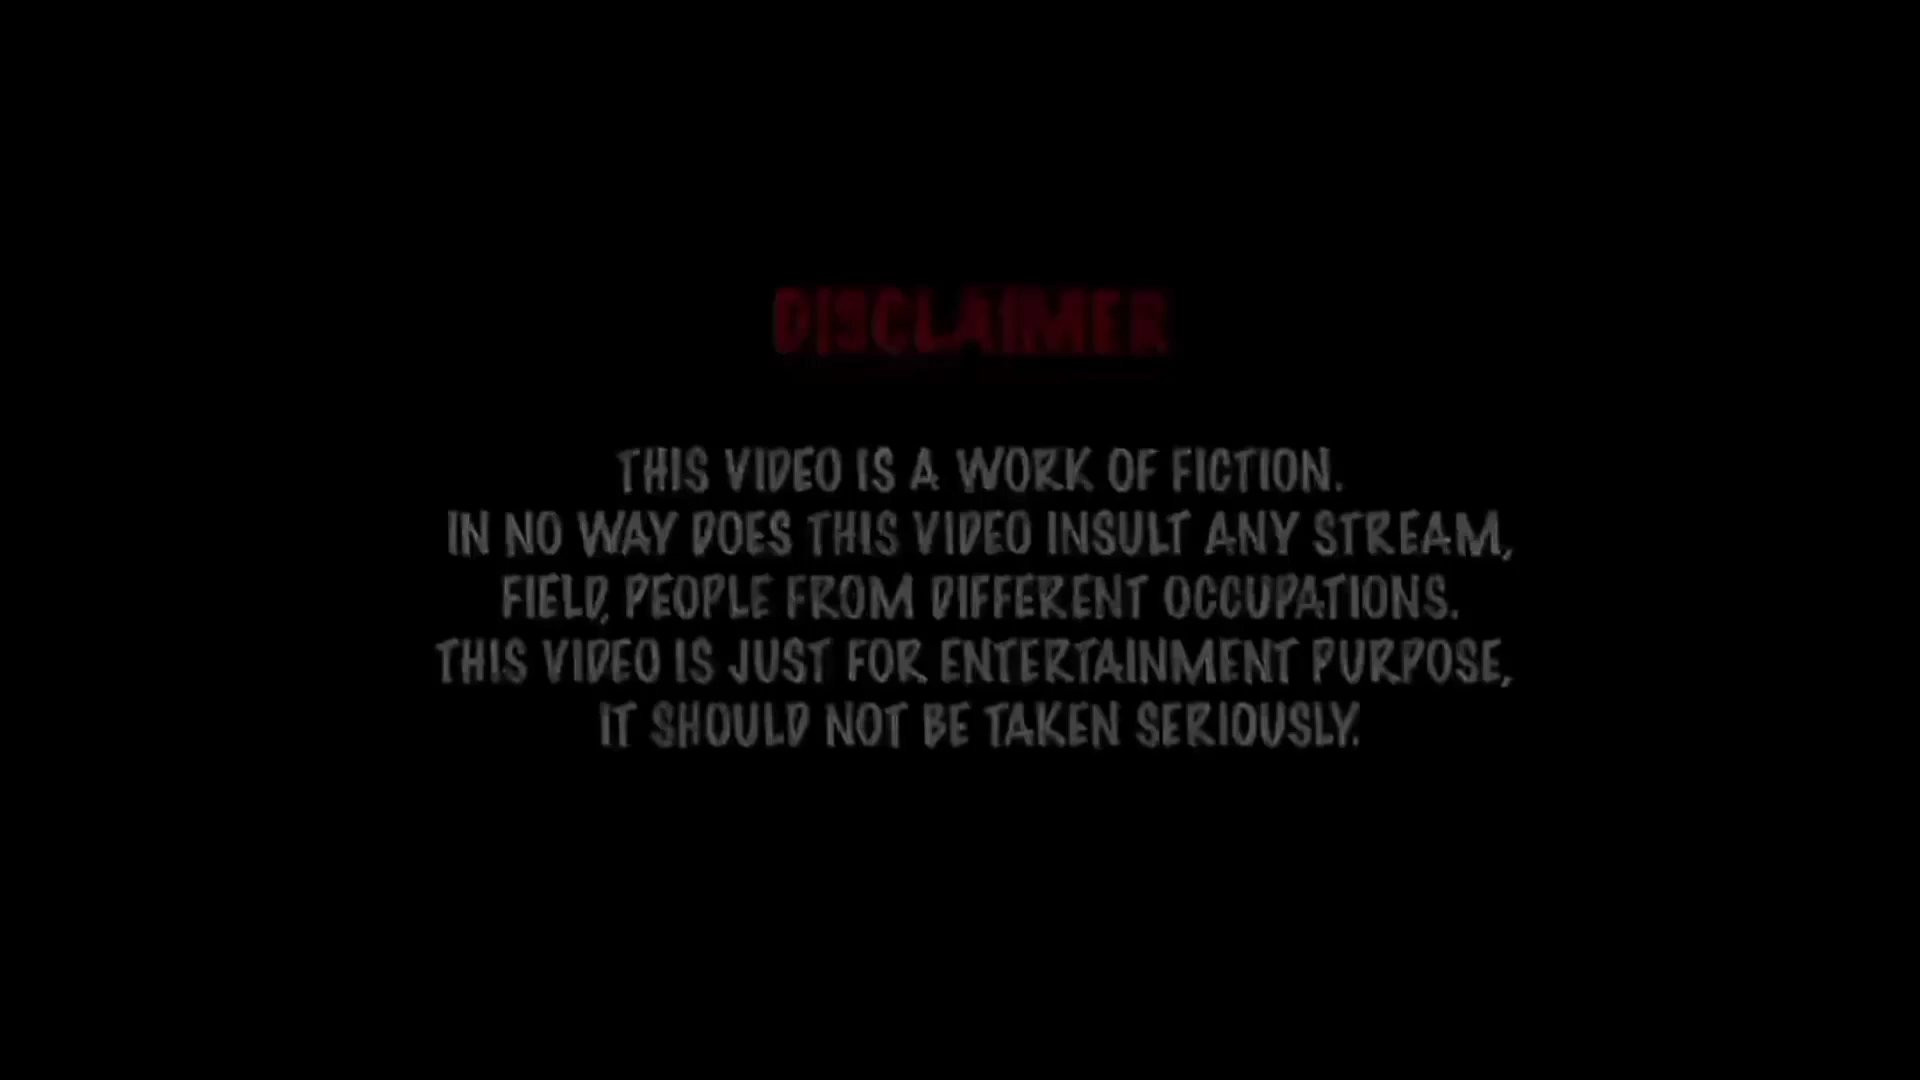 DISCLAIMER
THIS VIDEO IS A WORK OF FICTION.
IN NO WAY DOES THIS VIDEO INSULT ANY STREAM,
FIELD, PEOPLE FROM DIFFERENT OCCUPATIONS.
THIS VIDEO IS JUST FOR ENTERTAINMENT PURPOSE,
IT SHOULD NOT BE TAKEN SERIOUSLY.